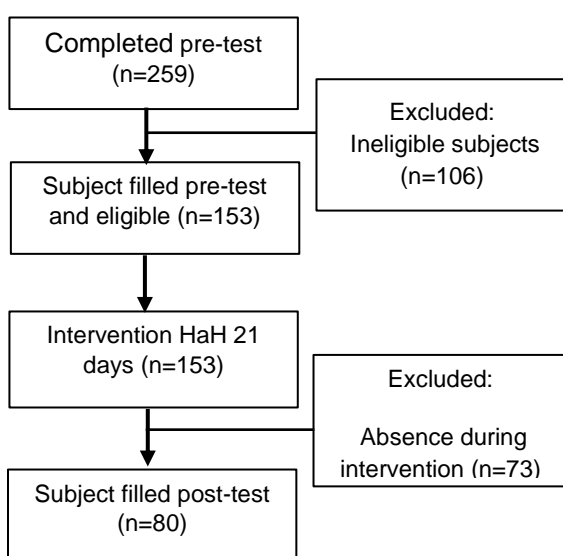 Completed pre-test
(n=259)
Excluded:
Ineligible subjects
(n=106)
Subject filled pre-test
and eligible (n=153)
Intervention HaH 21
days (n=153)
Excluded:
Absence during
intervention (n=73)
Subject filled post-test
(n=80)